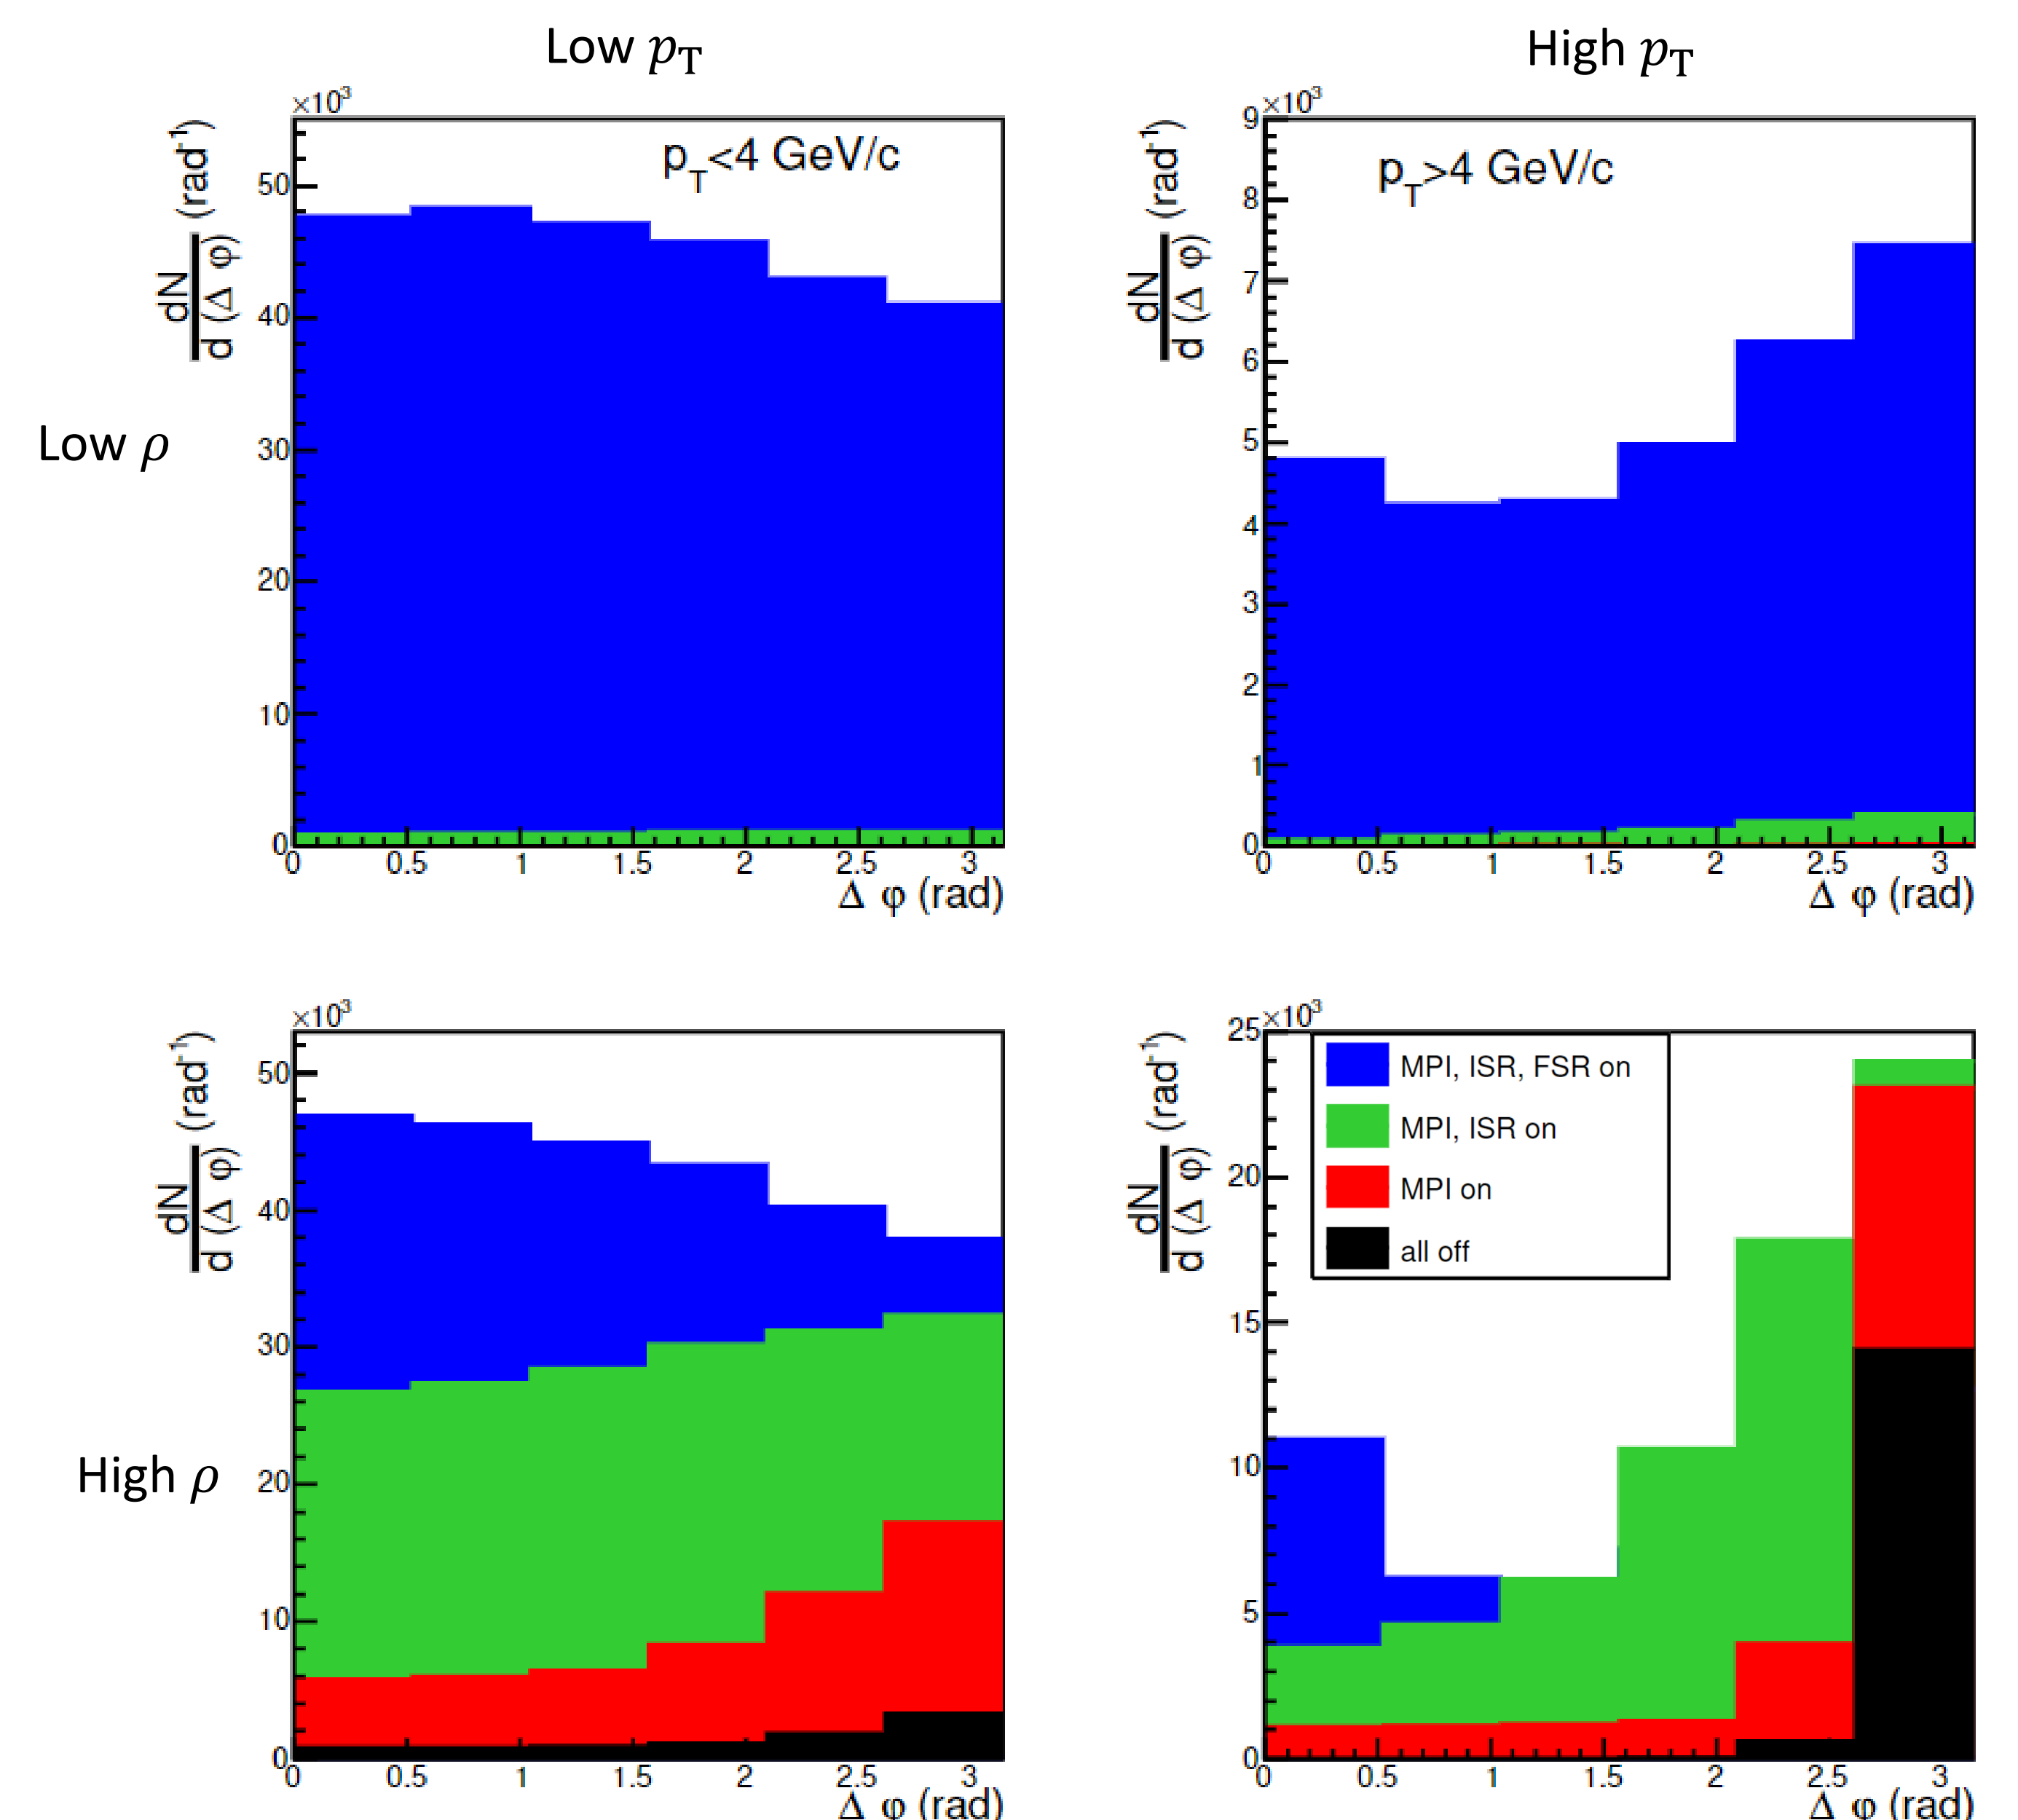 Low pT
High pT
Low ρ
High ρ
×10³
dN
d (Δ φ) (rad⁻¹)
pT<4 GeV/c
50
40
30
20
10
0
0 0.5 1 1.5 2 2.5 3
Δ φ (rad)
×10³
dN
d (Δ φ) (rad⁻¹)
pT>4 GeV/c
9
8
7
6
5
4
3
2
1
0
0 0.5 1 1.5 2 2.5 3
Δ φ (rad)
×10³
dN
d (Δ φ) (rad⁻¹)
50
40
30
20
10
0
0 0.5 1 1.5 2 2.5 3
Δ φ (rad)
×10³
dN
d (Δ φ) (rad⁻¹)
25
20
15
10
5
0
MPI, ISR, FSR on
MPI, ISR on
MPI on
all off
0 0.5 1 1.5 2 2.5 3
Δ φ (rad)